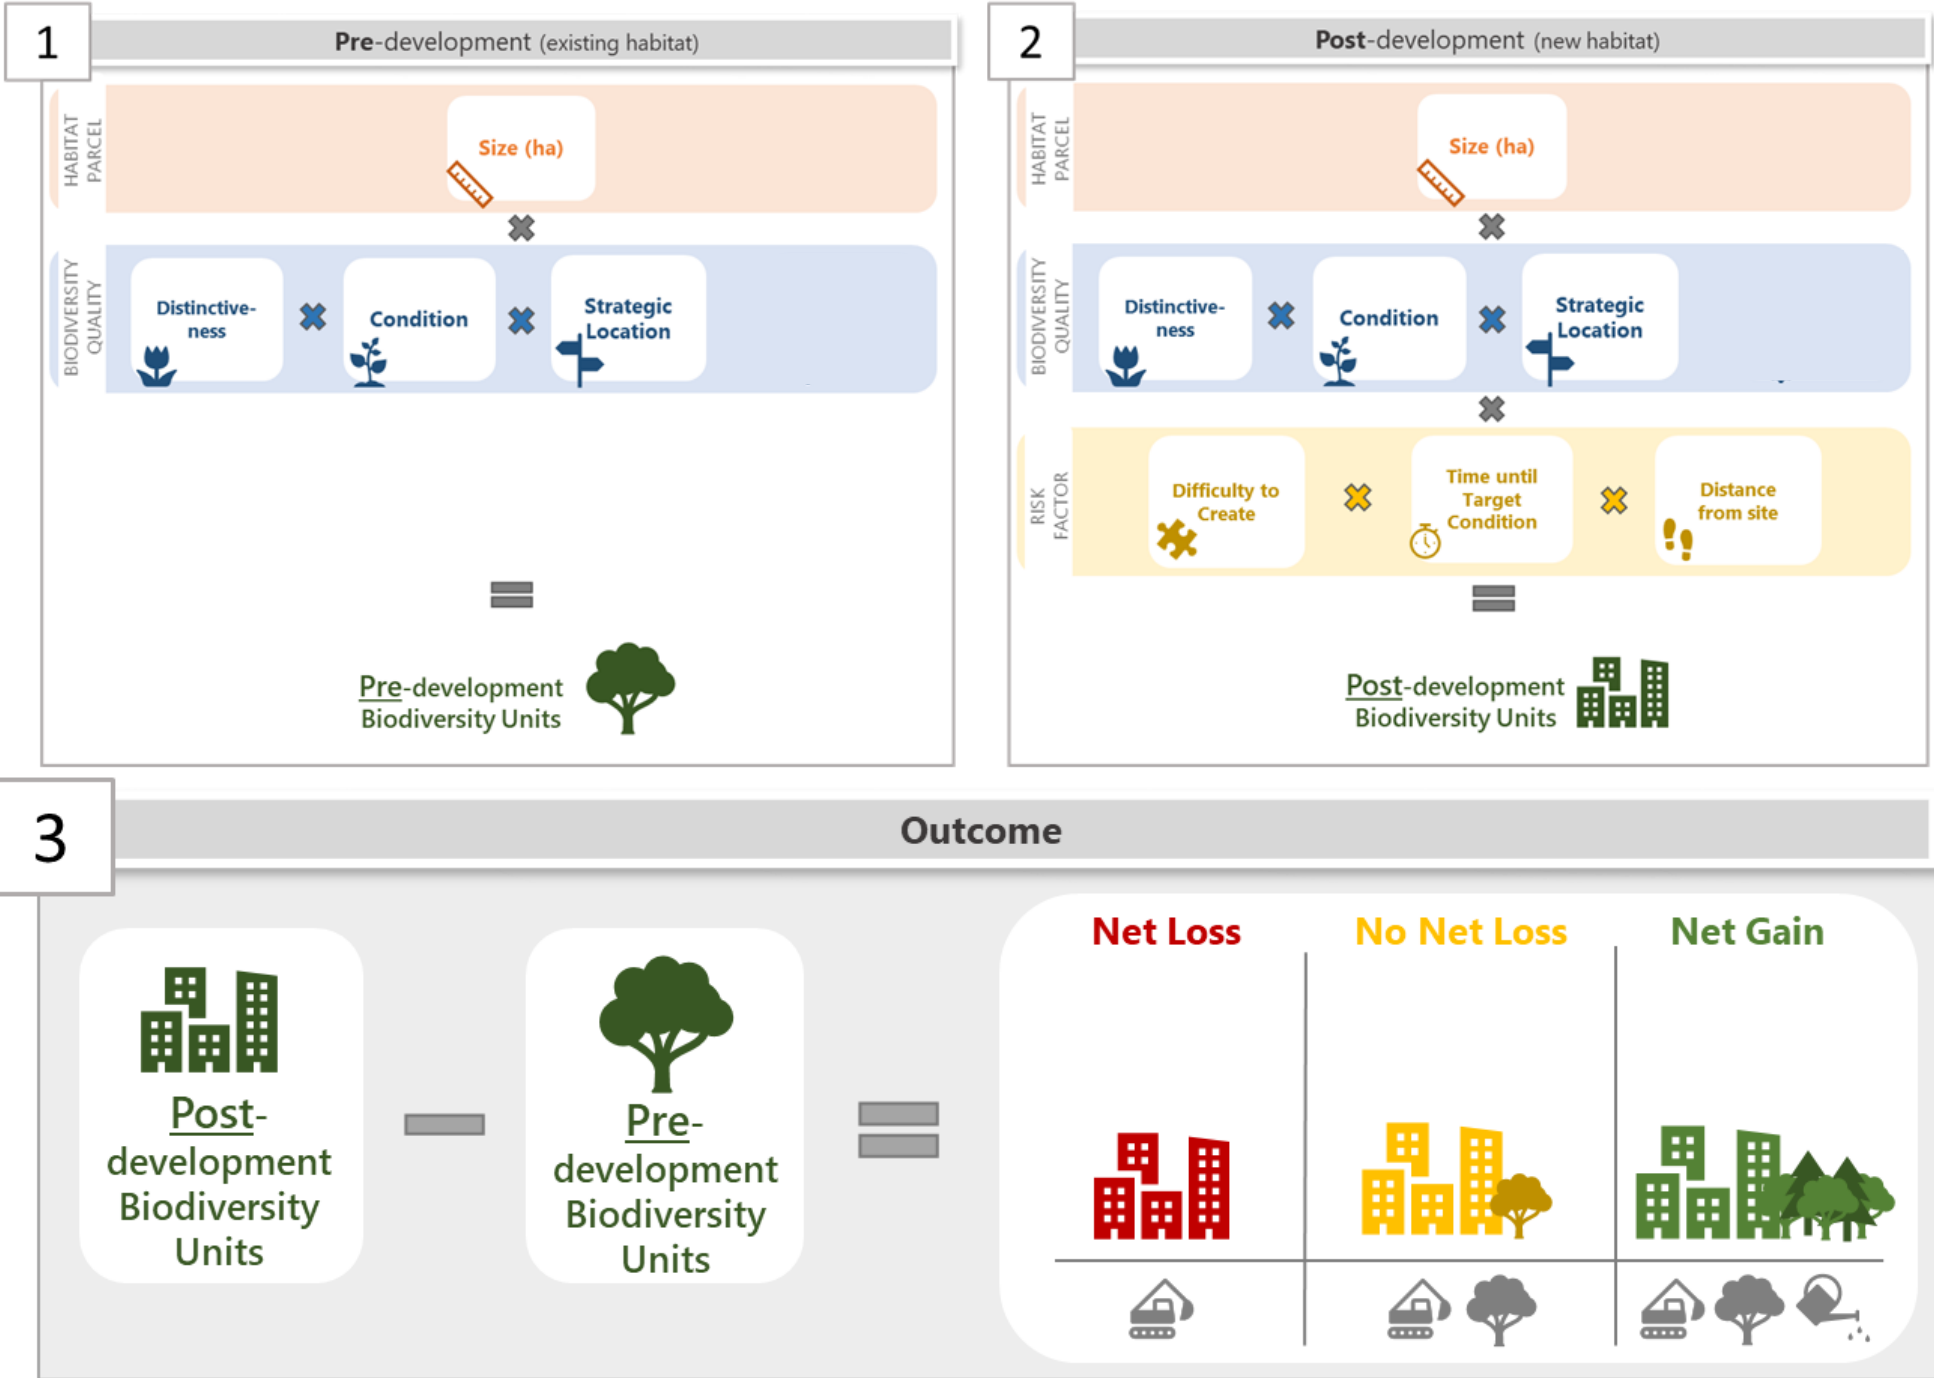 1
Pre-development (existing habitat)
HABITAT
PARCEL
Size (ha)
BIODIVERSITY
QUALITY
Distinctive-
ness
Condition
Strategic
Location
Pre-development
Biodiversity Units
2
Post-development (new habitat)
HABITAT
PARCEL
Size (ha)
BIODIVERSITY
QUALITY
Distinctive-
ness
Condition
Strategic
Location
RISK
FACTOR
Difficulty to
Create
Time until
Target
Condition
Distance
from site
Post-development
Biodiversity Units
3
Outcome
Post-
development
Biodiversity
Units
Pre-
development
Biodiversity
Units
Net Loss
No Net Loss
Net Gain